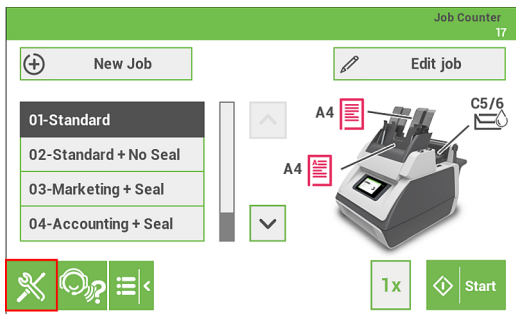 Job Counter
17
New Job
Edit job
01-Standard
02-Standard + No Seal
03-Marketing + Seal
04-Accounting + Seal
A4
C5/6
A4
1x
Start